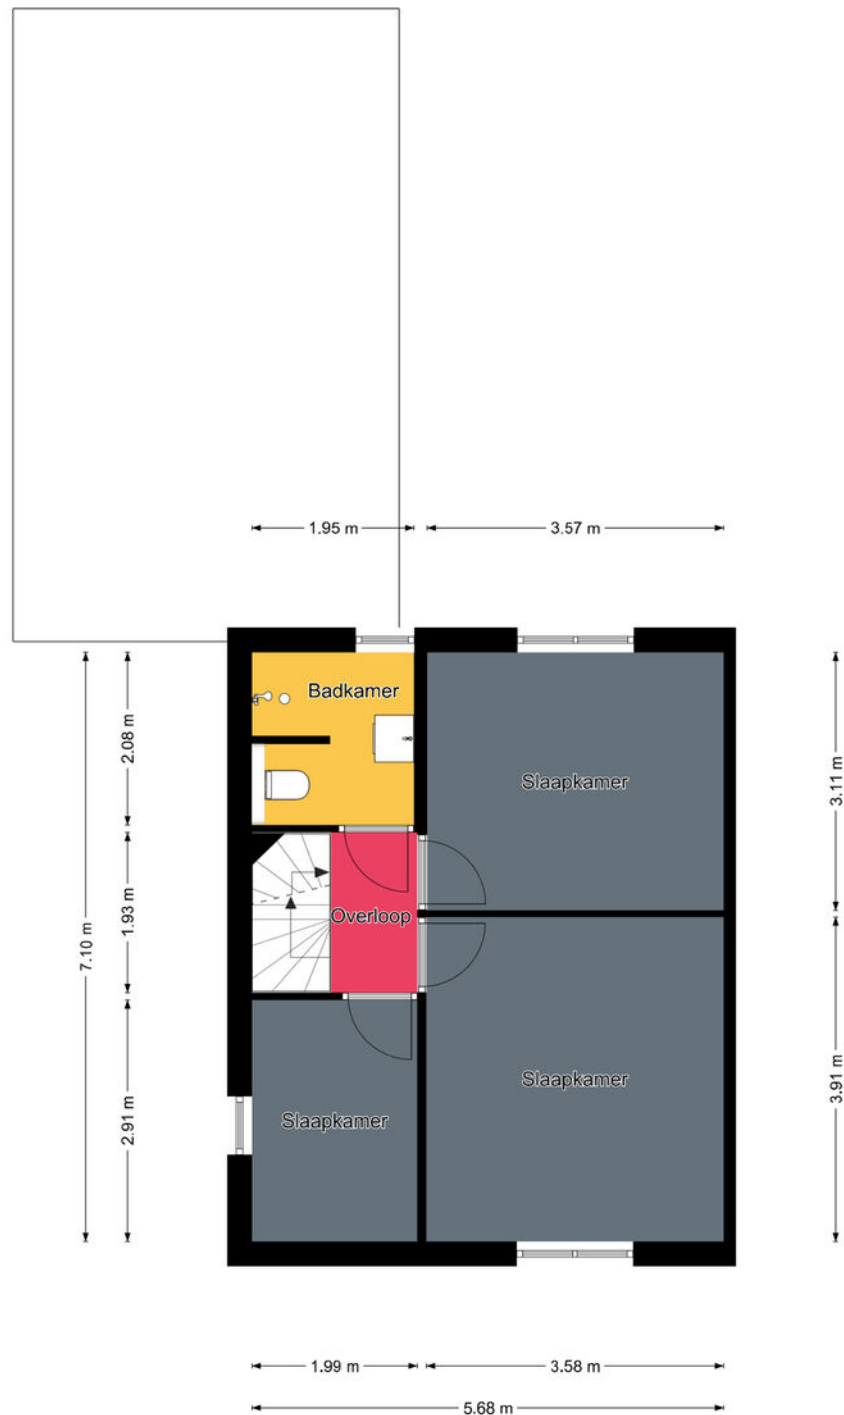 1.95 m
3.57 m
Badkamer
2.08 m
Slaapkamer
3.11 m
1.93 m
Overloop
7.10 m
Slaapkamer
3.91 m
2.91 m
Slaapkamer
1.99 m
3.58 m
5.68 m